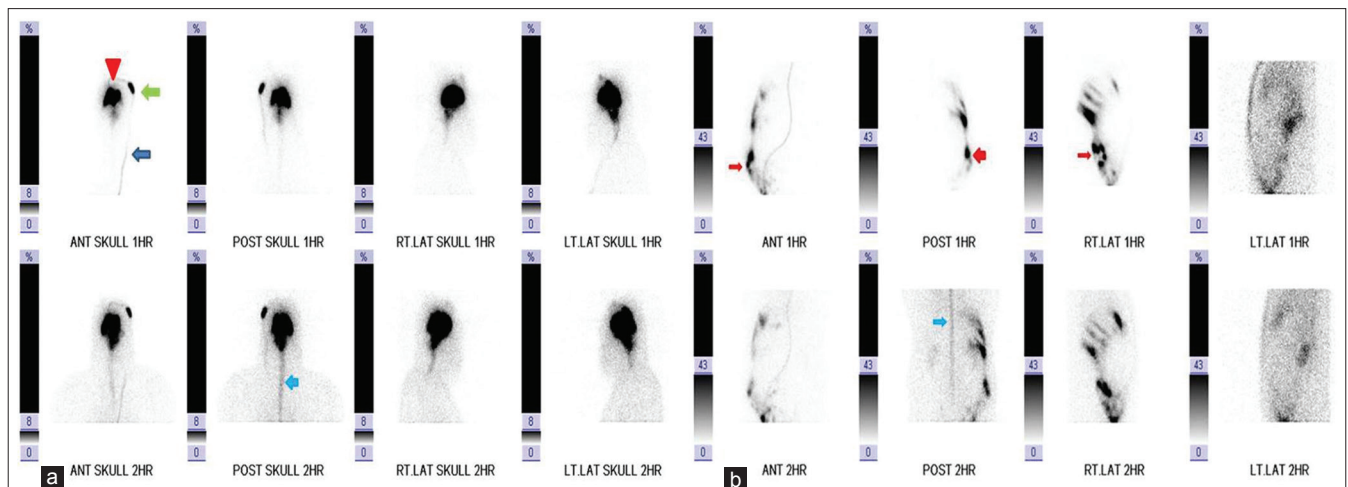 % % % % % % % %
43 43 43 43
8 8 8 8
0 0 0 0 0 0 0 0
ANT SKULL 1HR POST SKULL 1HR RT.LAT SKULL 1HR LT.LAT SKULL 1HR ANT 1HR POST 1HR RT.LAT 1HR LT.LAT 1HR
% % % % % % % %
43 43 43 43
8 8 8 8
0 0 0 0 0 0 0 0
ANT SKULL 2HR POST SKULL 2HR RT.LAT SKULL 2HR LT.LAT SKULL 2HR ANT 2HR POST 2HR RT.LAT 2HR LT.LAT 2HR
a b